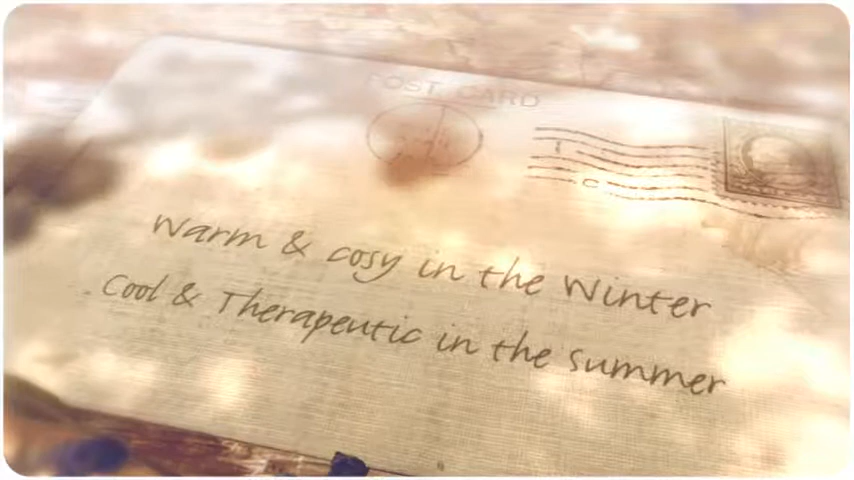 POST CARD
Warm & cosy in the Winter
Cool & Therapeutic in the summer